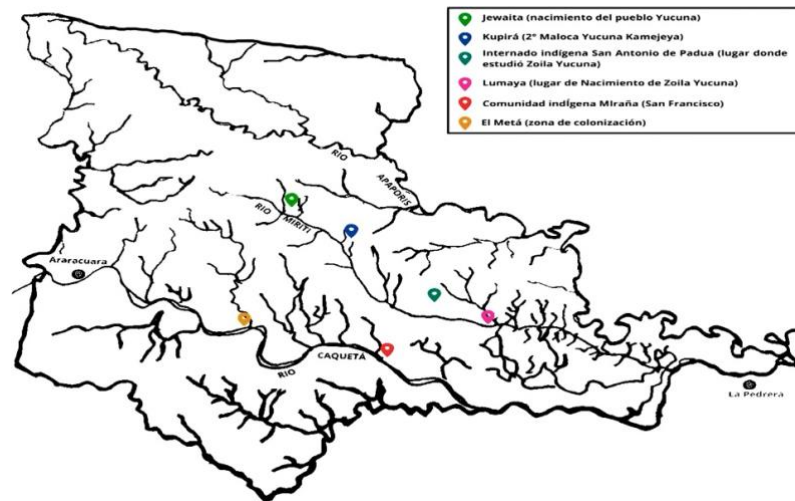 Jewaita (nacimiento del pueblo Yucuna)
Kupirá (2° Maloca Yucuna Kamejeya)
Internado indígena San Antonio de Padua (lugar donde
estudió Zoila Yucuna)
Lumaya (lugar de Nacimiento de Zoila Yucuna)
Comunidad indígena MIraña (San Francisco)
El Metá (zona de colonización)
RIO
APAPORIS
RIO
MIRITI
Araracuara
RIO
CAQUETÁ
La Pedrera